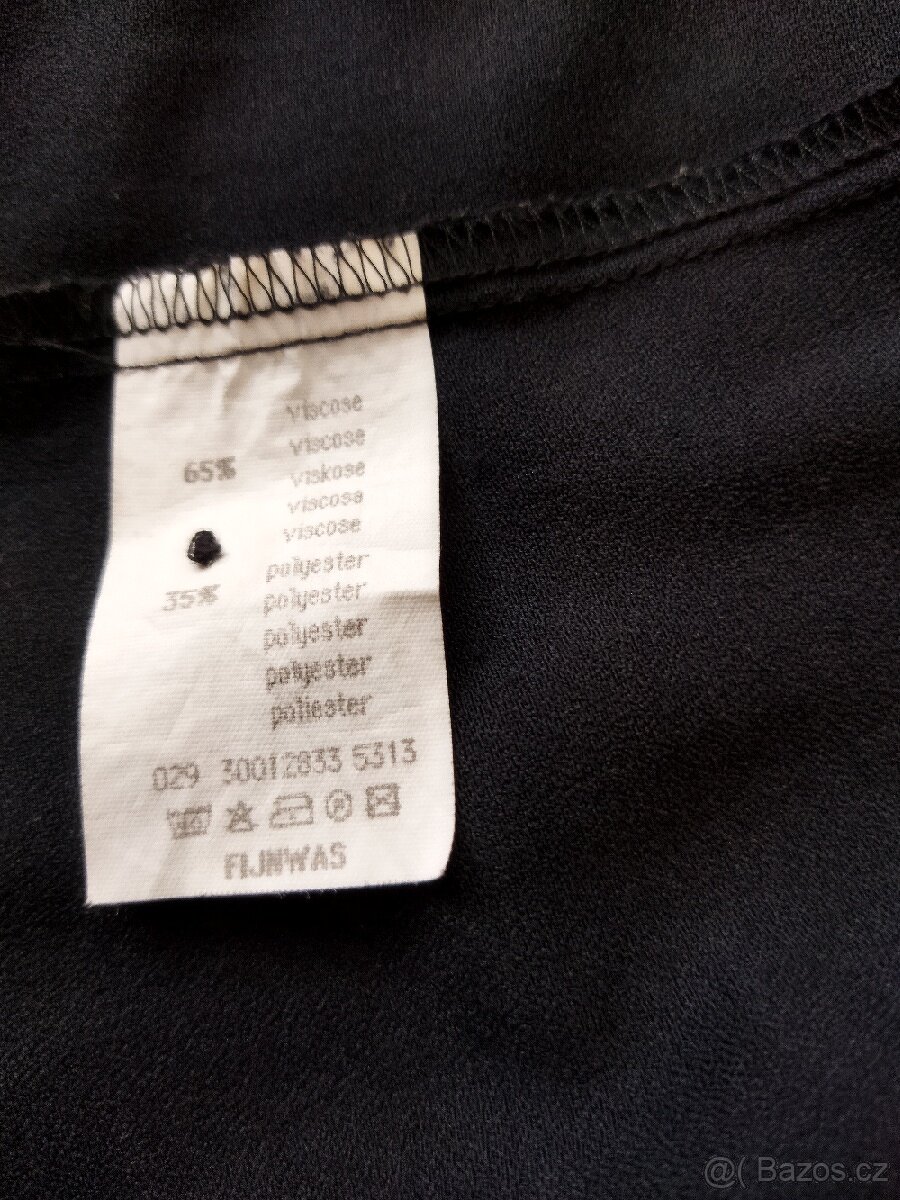 viscose
viscose
65% viskose
viscosa
viscose
polyester
35% polyester
polyester
polyester
poliester
029 30012833 5313
FIJNWAS
@( Bazos.cz